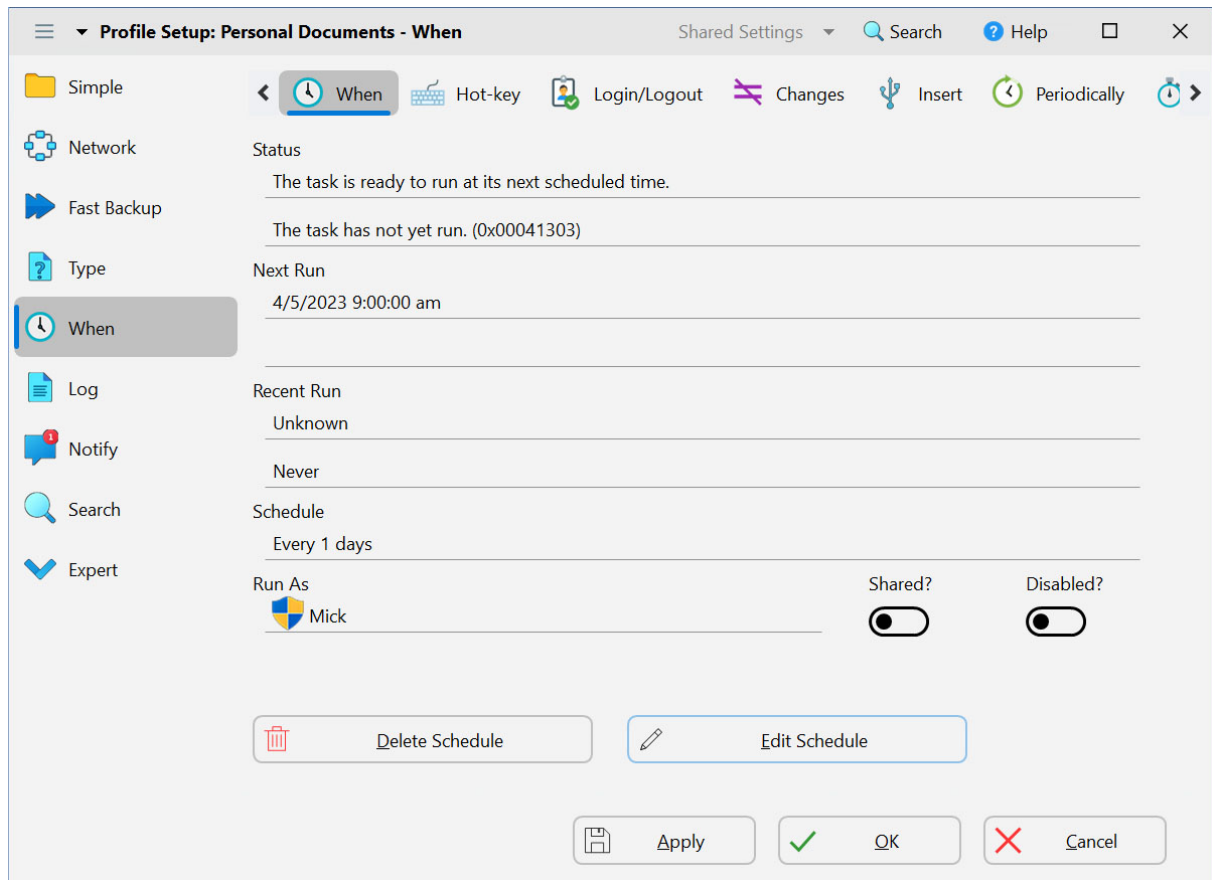 Profile Setup: Personal Documents - When
Shared Settings
Search
Help
Simple
Network
Fast Backup
Type
When
Log
Notify
1
Search
Expert
When
Hot-key
Login/Logout
Changes
Insert
Periodically
Status
The task is ready to run at its next scheduled time.
The task has not yet run. (0x00041303)
Next Run
4/5/2023 9:00:00 am
Recent Run
Unknown
Never
Schedule
Every 1 days
Run As
Mick
Shared?
Disabled?
Delete Schedule
Edit Schedule
Apply
OK
Cancel